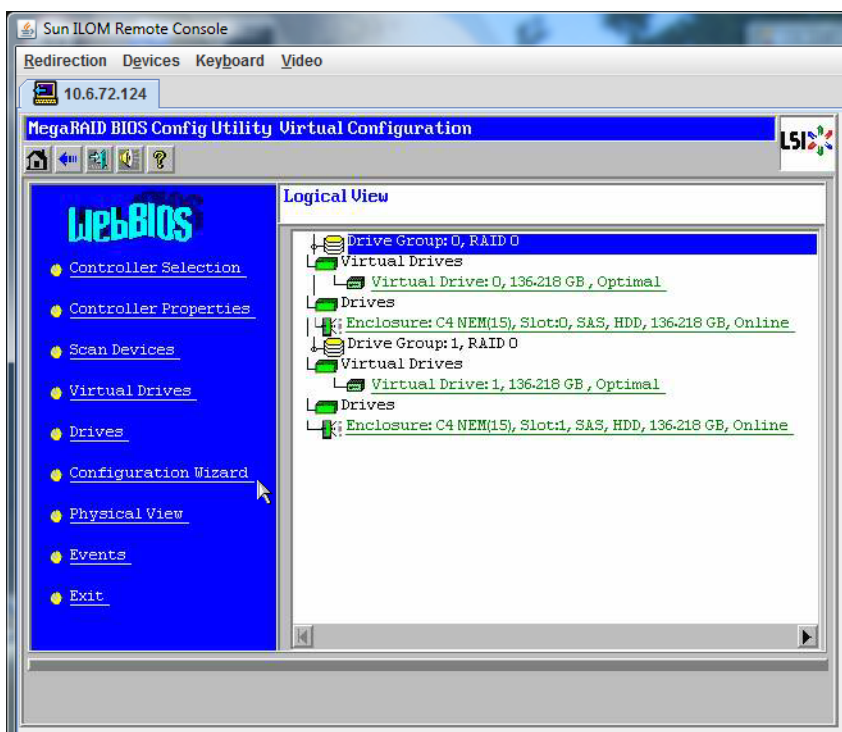 Sun ILOM Remote Console
Redirection Devices Keyboard Video
10.6.72.124
MegaRAID BIOS Config Utility Virtual Configuration
LSI
WebBIOS
Controller Selection
Controller Properties
Scan Devices
Virtual Drives
Drives
Configuration Wizard
Physical View
Events
Exit
Logical View
Drive Group: 0, RAID 0
Virtual Drives
Virtual Drive: 0, 136.218 GB , Optimal
Drives
Enclosure: C4 NEM(15), Slot:0, SAS, HDD, 136.218 GB, Online
Drive Group: 1, RAID 0
Virtual Drives
Virtual Drive: 1, 136.218 GB , Optimal
Drives
Enclosure: C4 NEM(15), Slot:1, SAS, HDD, 136.218 GB, Online